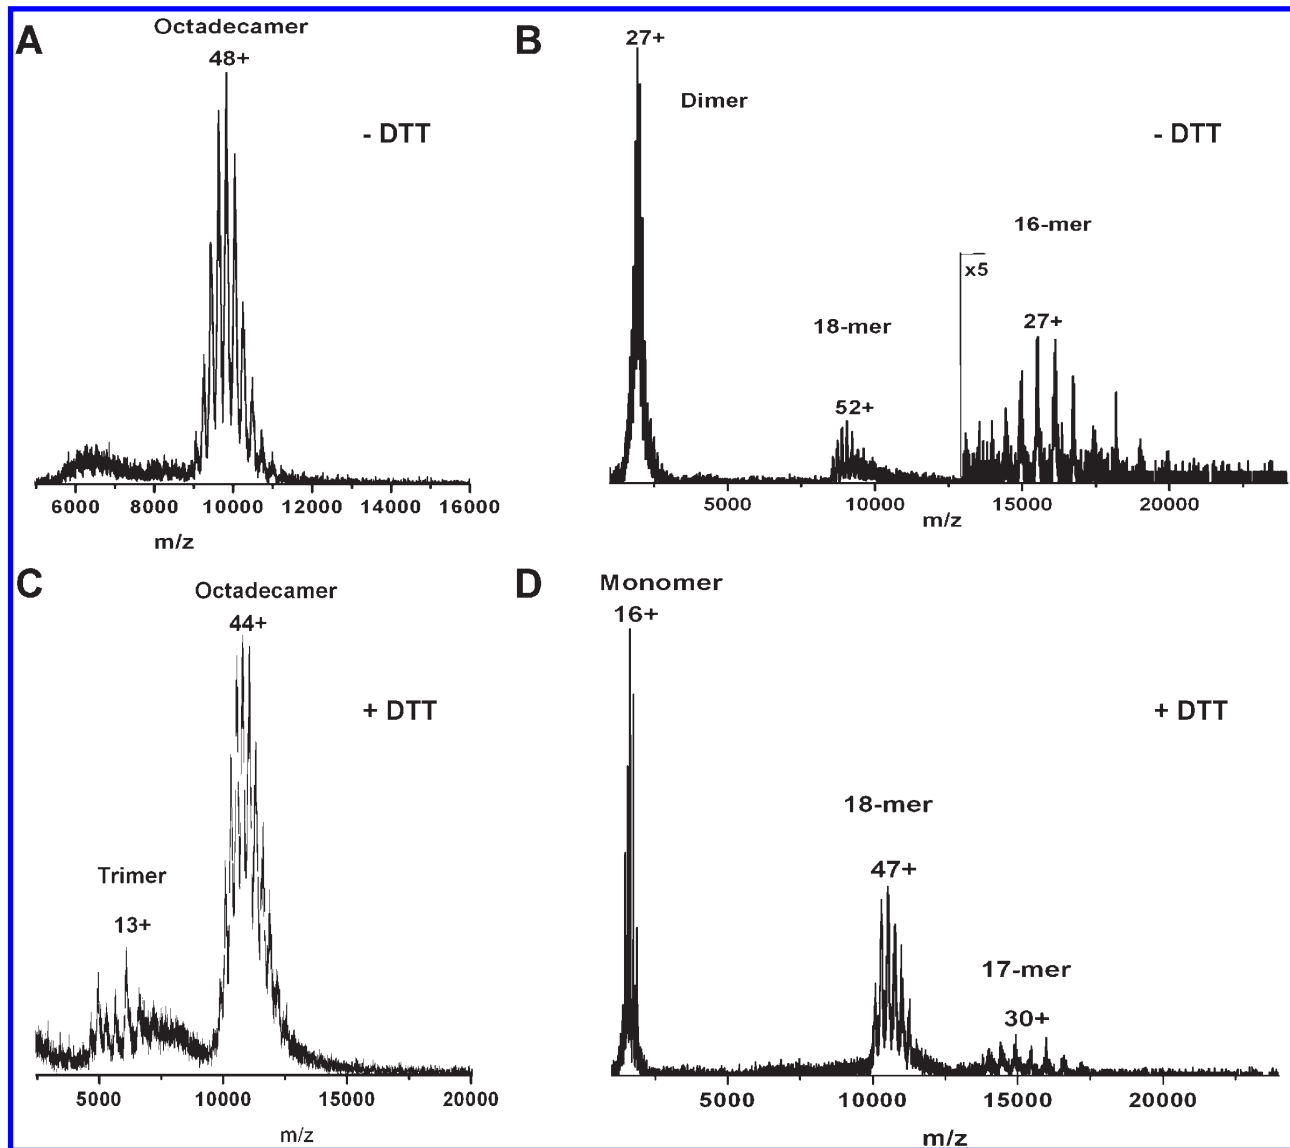 A
Octadecamer
48+
- DTT
6000 8000 10000 12000 14000 16000
m/z
B
27+
Dimer
- DTT
16-mer
x5
18-mer
27+
52+
5000 10000 15000 20000
m/z
C
Octadecamer
44+
+ DTT
Trimer
13+
5000 10000 15000 20000
m/z
D
Monomer
16+
+ DTT
18-mer
47+
17-mer
30+
5000 10000 15000 20000
m/z